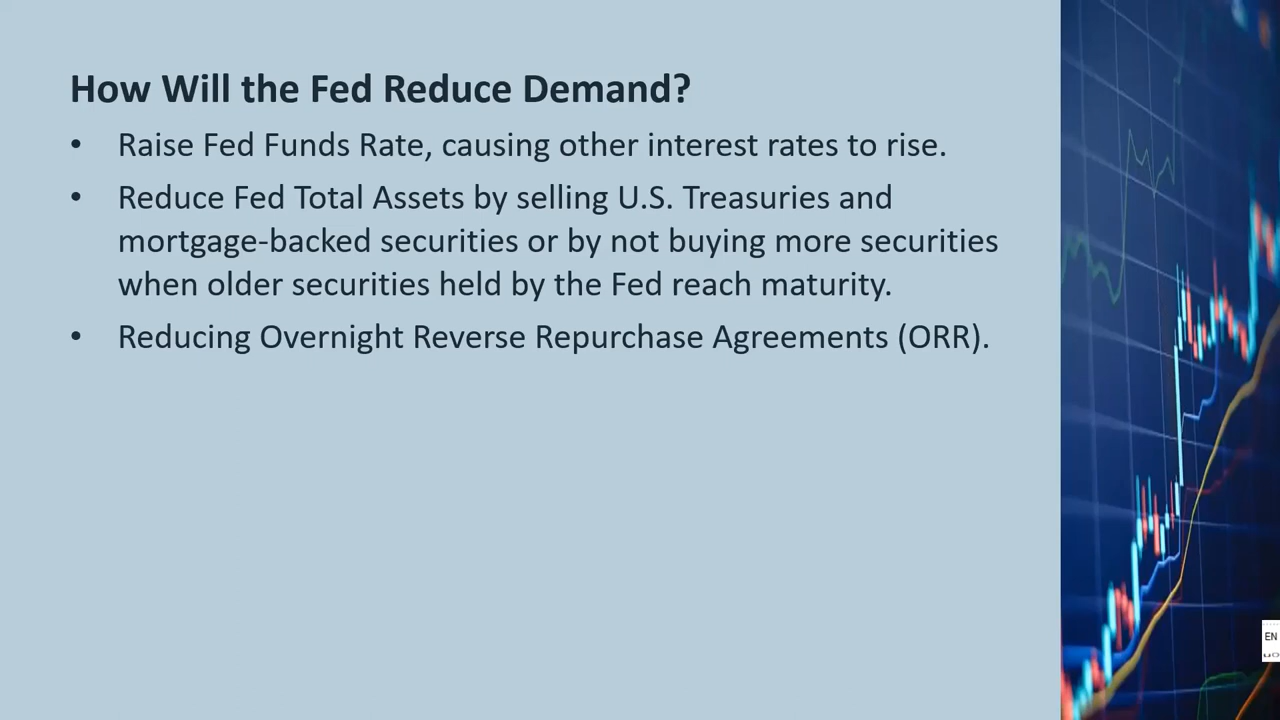 How Will the Fed Reduce Demand?
• Raise Fed Funds Rate, causing other interest rates to rise.
• Reduce Fed Total Assets by selling U.S. Treasuries and
mortgage-backed securities or by not buying more securities
when older securities held by the Fed reach maturity.
• Reducing Overnight Reverse Repurchase Agreements (ORR).
EN